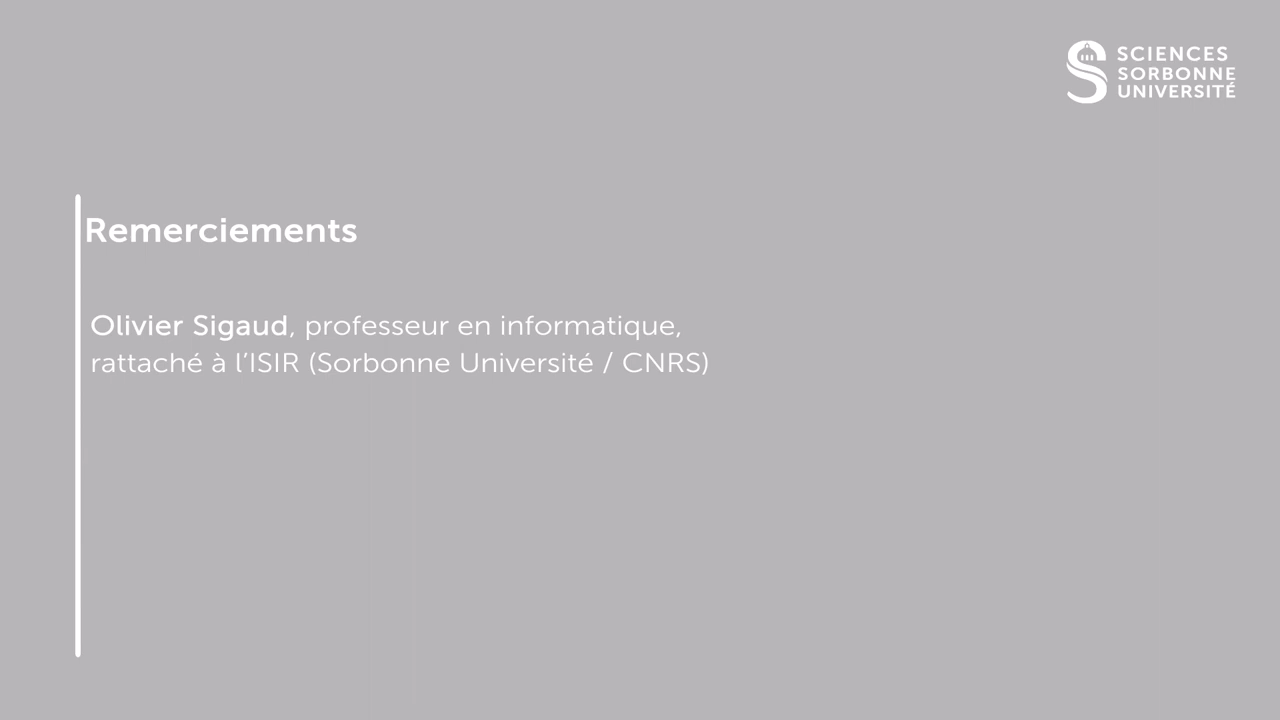 SCIENCES
SORBONNE
UNIVERSITÉ
Remerciements
Olivier Sigaud, professeur en informatique,
rattaché à l’ISIR (Sorbonne Université / CNRS)